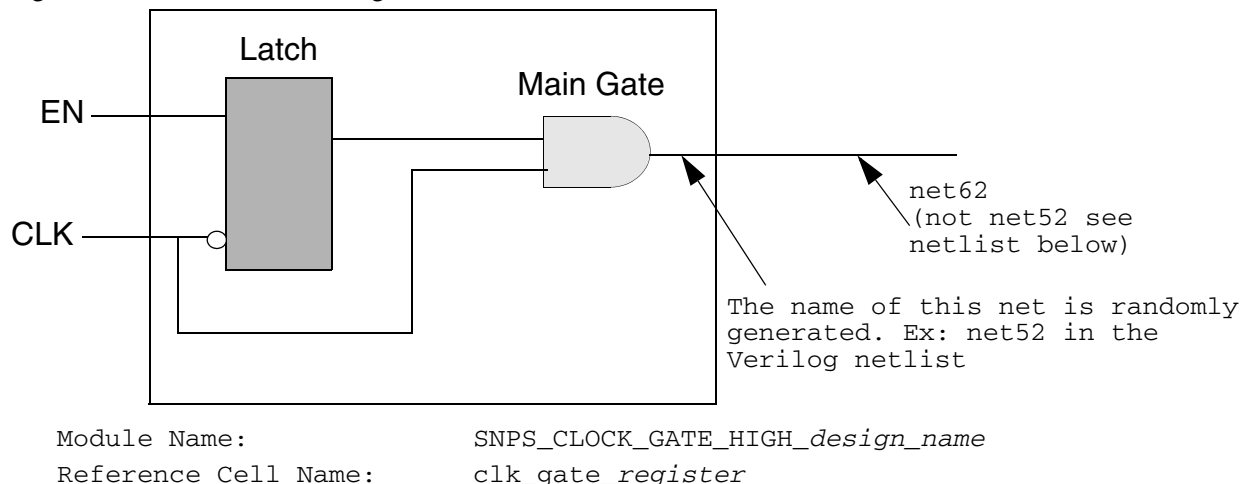 Latch
Main Gate
EN
CLK
net62
(not net52 see
netlist below)
The name of this net is randomly
generated. Ex: net52 in the
Verilog netlist
Module Name: SNPS_CLOCK_GATE_HIGH_design_name
Reference Cell Name: clk gate register